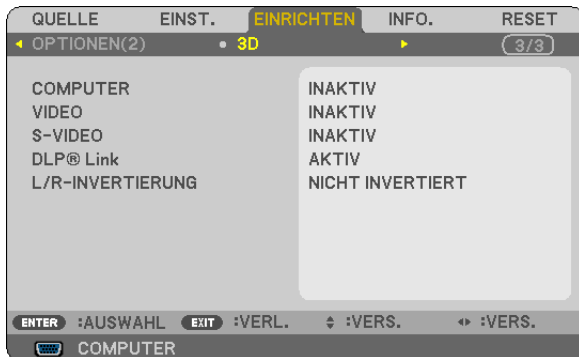 QUELLE EINST. EINRICHTEN INFO. RESET
OPTIONEN(2) 3D 3/3
COMPUTER INAKTIV
VIDEO INAKTIV
S-VIDEO INAKTIV
DLP® Link AKTIV
L/R-INVERTIERUNG NICHT INVERTIERT
ENTER :AUSWAHL EXIT :VERL. :VERS. :VERS.
COMPUTER